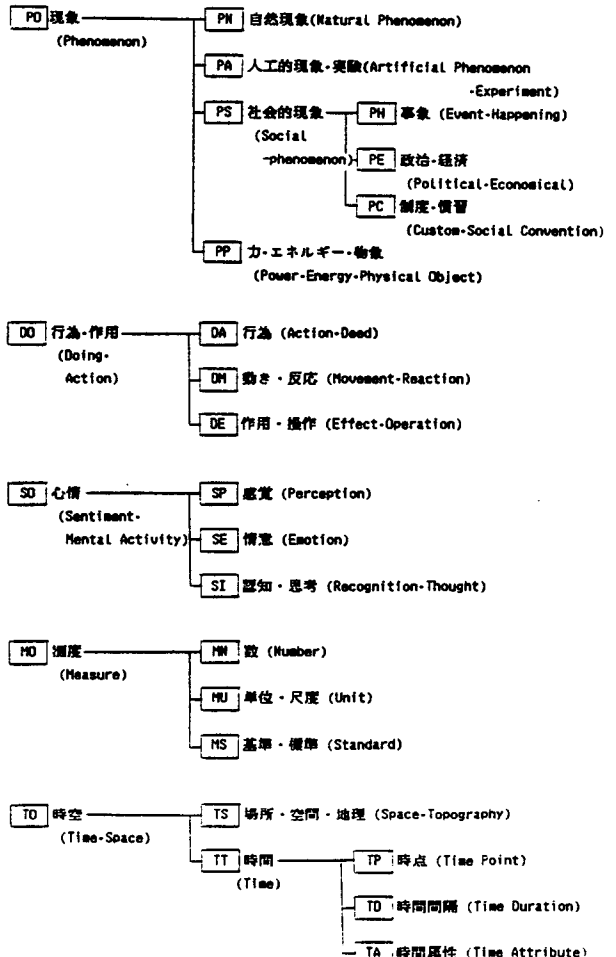 PO 現象 PN 自然現象(Natural Phenomenon)
(Phenomenon)
PA 人工的現象・実験(Artificial Phenomenon
-Experiment)
PS 社会的現象 PH 事象 (Event-Happening)
(Social
-phenomenon) PE 政治・経済
(Political-Economical)
PC 制度・慣習
(Custom-Social Convention)
PP 力・エネルギー・物象
(Power-Energy-Physical Object)
DO 行為・作用 DA 行為 (Action-Deed)
(Doing-
Action) DM 動き・反応 (Movement-Reaction)
DE 作用・操作 (Effect-Operation)
SO 心情 SP 感覚 (Perception)
(Sentiment-
Mental Activity) SE 情意 (Emotion)
SI 認知・思考 (Recognition-Thought)
MO 測度 MN 数 (Number)
(Measure)
MU 単位・尺度 (Unit)
MS 基準・標準 (Standard)
TO 時空 TS 場所・空間・地理 (Space-Topography)
(Time-Space)
TT 時間 TP 時点 (Time Point)
(Time)
TD 時間間隔 (Time Duration)
TA 時間属性 (Time Attribute)